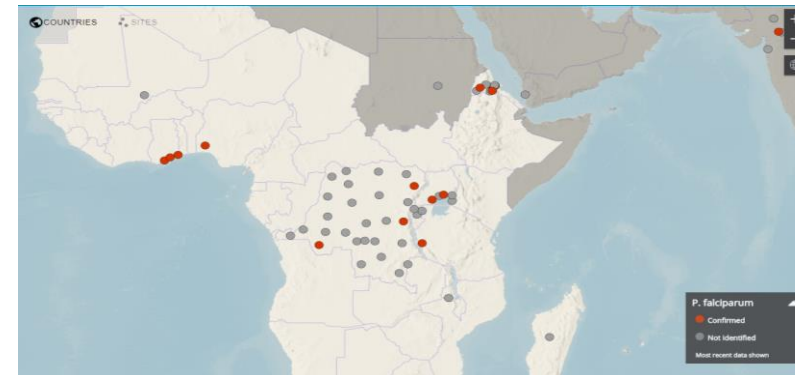 COUNTRIES SITES
+
P. falciparum
Confirmed
Not identified
Most recent data shown